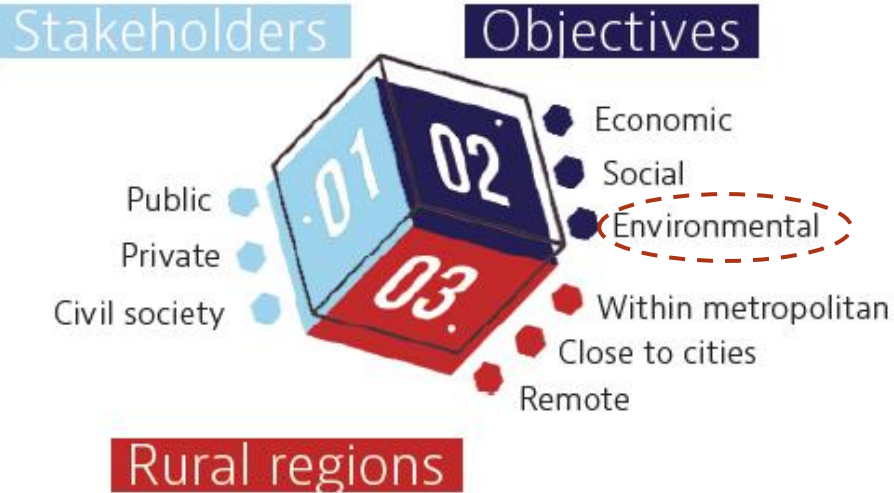 Stakeholders
Objectives
01
02
03
Public
Private
Civil society
Economic
Social
Environmental
Within metropolitan
Close to cities
Remote
Rural regions